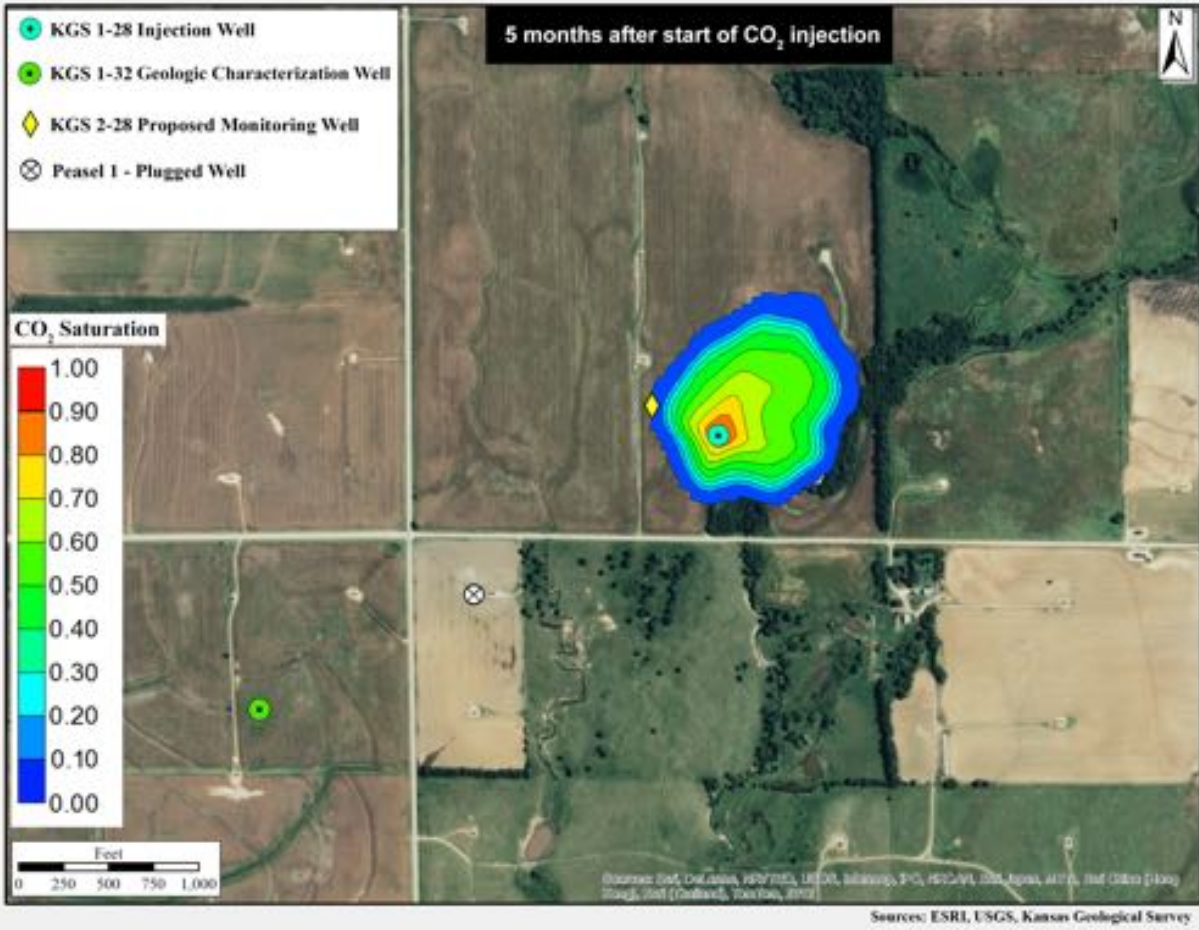 KGS 1-28 Injection Well
KGS 1-32 Geologic Characterization Well
KGS 2-28 Proposed Monitoring Well
Peasel 1 - Plugged Well
5 months after start of CO₂ injection
N
CO₂ Saturation
1.00
0.90
0.80
0.70
0.60
0.50
0.40
0.30
0.20
0.10
0.00
Feet
0 250 500 750 1,000
Sources: ESRI, USGS, Kansas Geological Survey